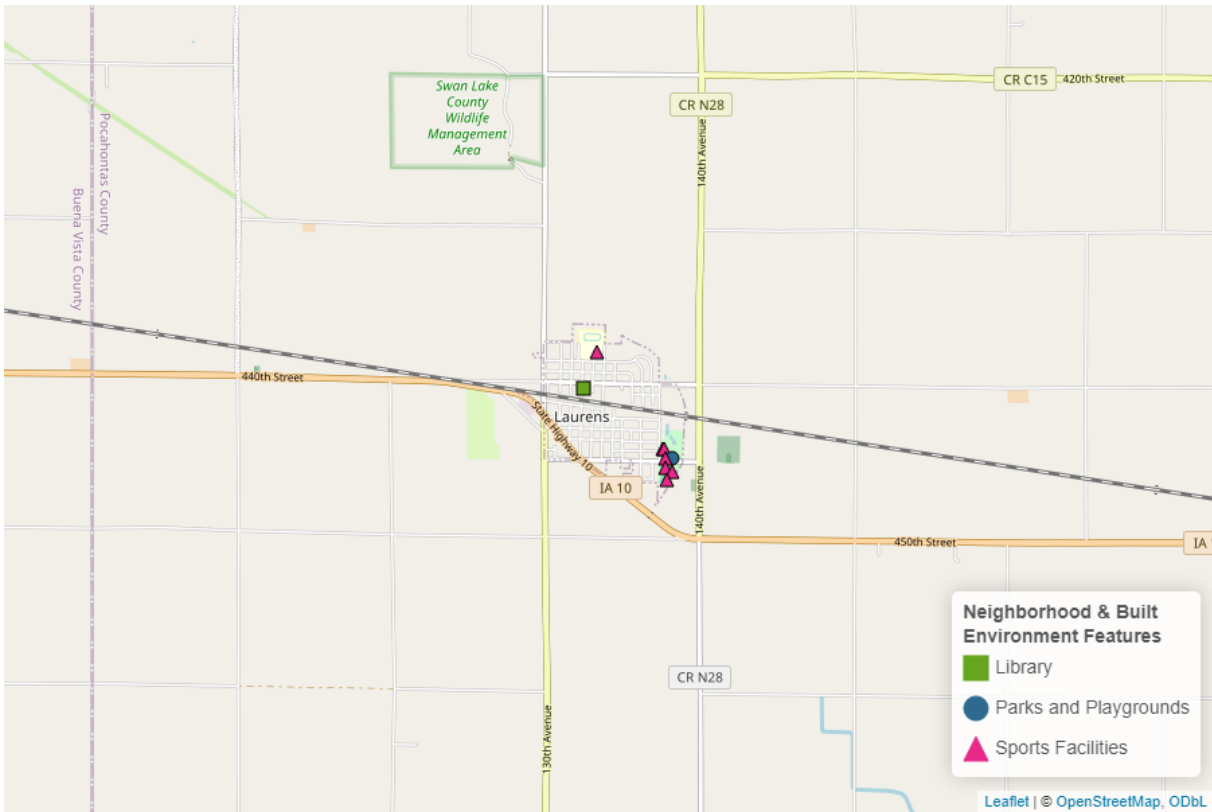 Swan Lake
County
Wildlife
Management
Area
CR C15
420th Street
CR N28
140th Avenue
Pocahontas County
Buena Vista County
440th Street
Laurens
State Highway 10
IA 10
140th Avenue
450th Street
IA 1
CR N28
130th Avenue
Neighborhood & Built
Environment Features
Library
Parks and Playgrounds
Sports Facilities
Leaflet | © OpenStreetMap, ODbL